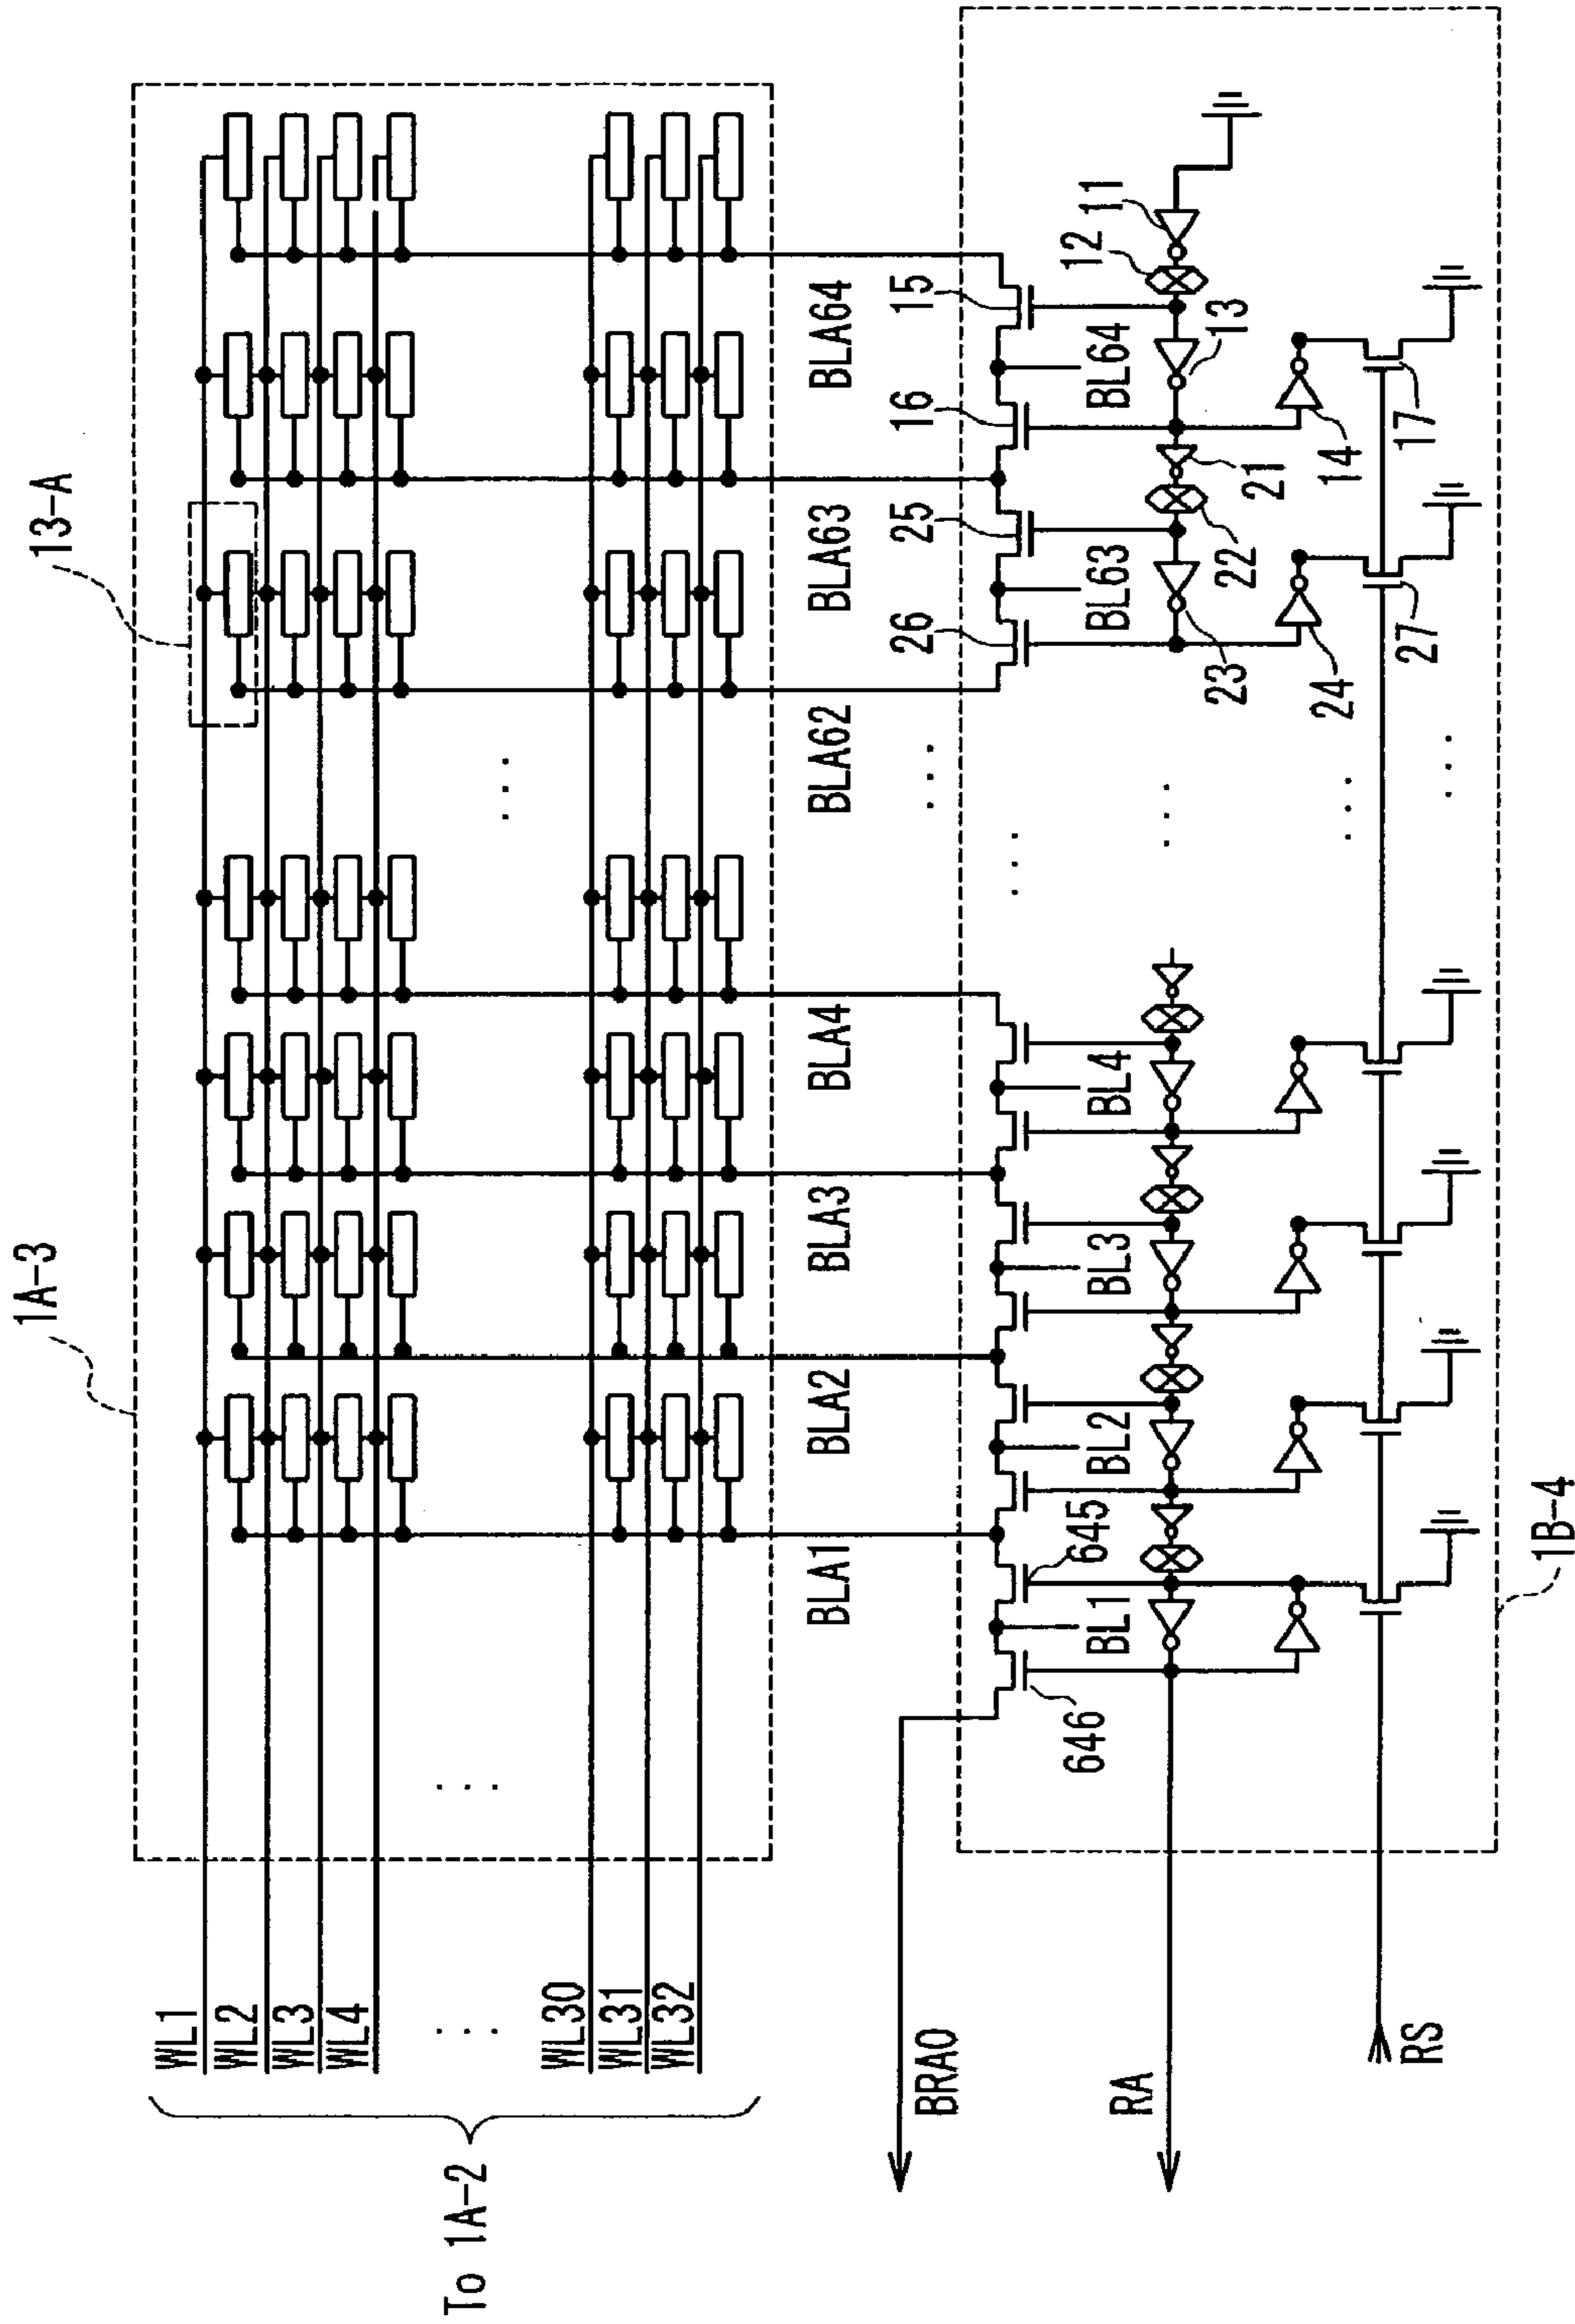 1A-3
13-A
WL1
WL2
WL3
WL4
WL30
WL31
WL32
To 1A-2
BLA1
BLA2
BLA3
BLA4
BLA62
BLA63
BLA64
BRAO
646
645
26
25
16
15
BL1
BL2
BL3
BL4
BL63
BL64
12
11
RA
23
22
21
13
24
14
RS
27
17
1B-4